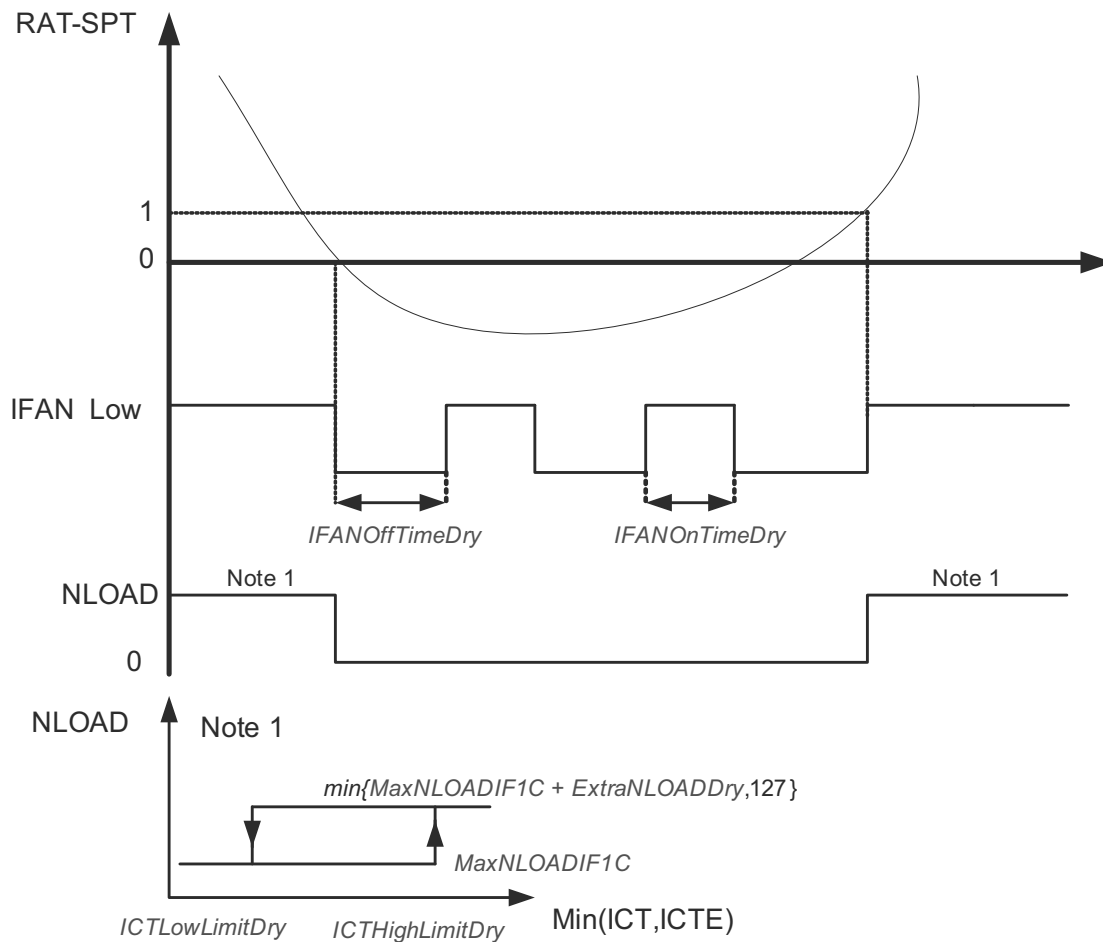 RAT-SPT
1
0
IFAN Low
IFANOffTimeDry
IFANOnTimeDry
Note 1
Note 1
NLOAD
0
NLOAD
Note 1
min{MaxNLOADIF1C + ExtraNLOADDry,127}
MaxNLOADIF1C
ICTLowLimitDry
ICTHighLimitDry
Min(ICT,ICTE)